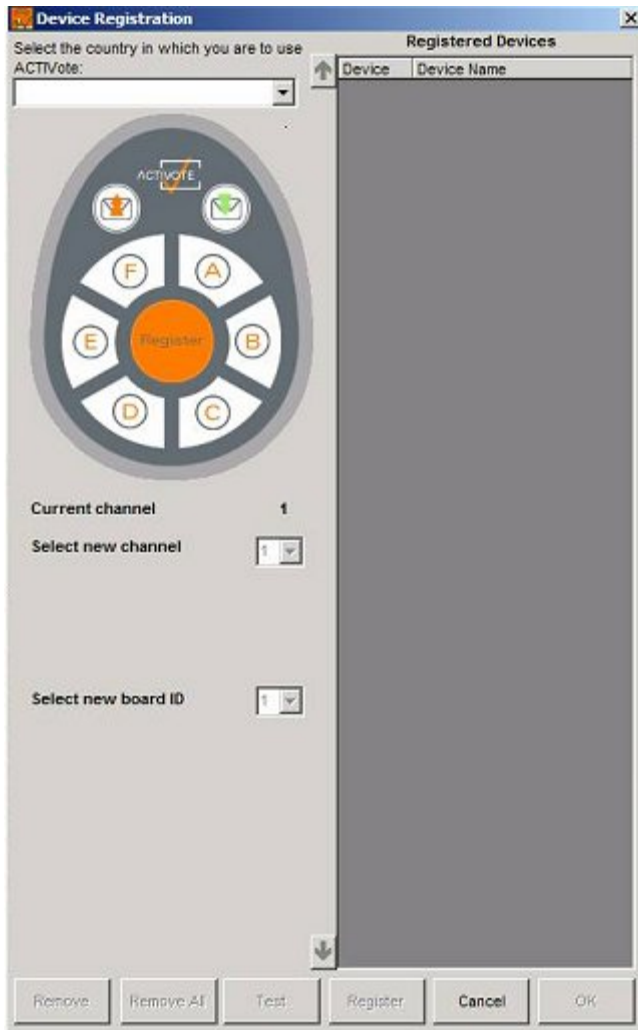 Device Registration
Select the country in which you are to use
ACTIVote:
Registered Devices
Device Device Name
ACTIVOTE
F A
E Register B
D C
Current channel 1
Select new channel 1
Select new board ID 1
Remove Remove All Test Register Cancel OK